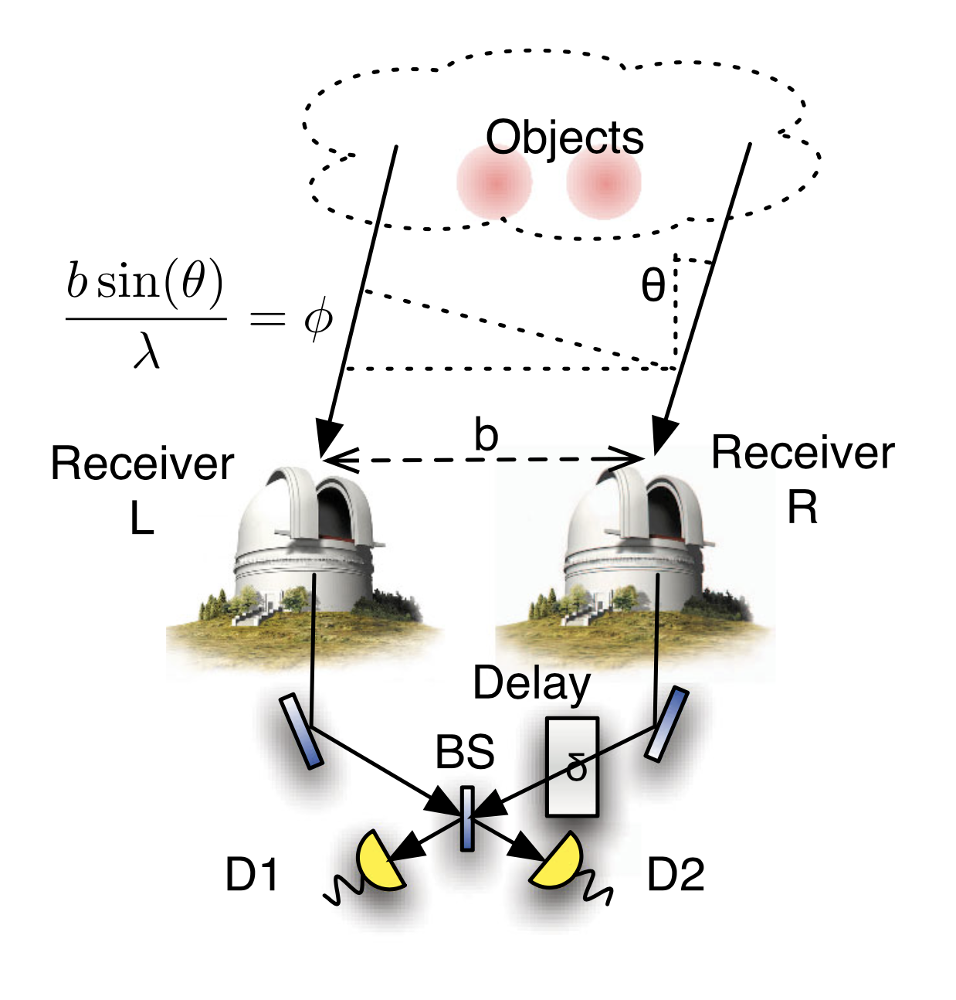 Objects
θ
b sin(θ)
λ
= ϕ
b
Receiver
L
Receiver
R
Delay
δ
BS
D1
D2